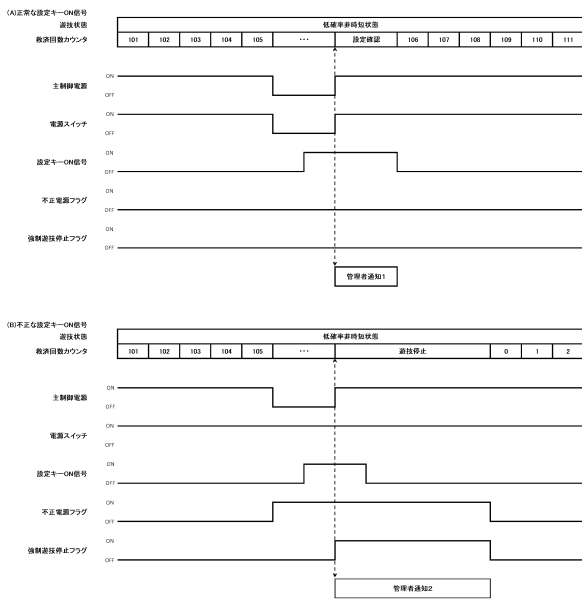 (A)正常な設定キーON信号
遊技状態 低確率非時短状態
救済回数カウンタ 101 102 103 104 105 ・・・ 設定確認 106 107 108 109 110 111
主制御電源 ON OFF
電源スイッチ ON OFF
設定キーON信号 ON OFF
不正電源フラグ ON OFF
強制遊技停止フラグ ON OFF
管理者通知1
(B)不正な設定キーON信号
遊技状態 低確率非時短状態
救済回数カウンタ 101 102 103 104 105 ・・・ 遊技停止 0 1 2
主制御電源 ON OFF
電源スイッチ ON OFF
設定キーON信号 ON OFF
不正電源フラグ ON OFF
強制遊技停止フラグ ON OFF
管理者通知2